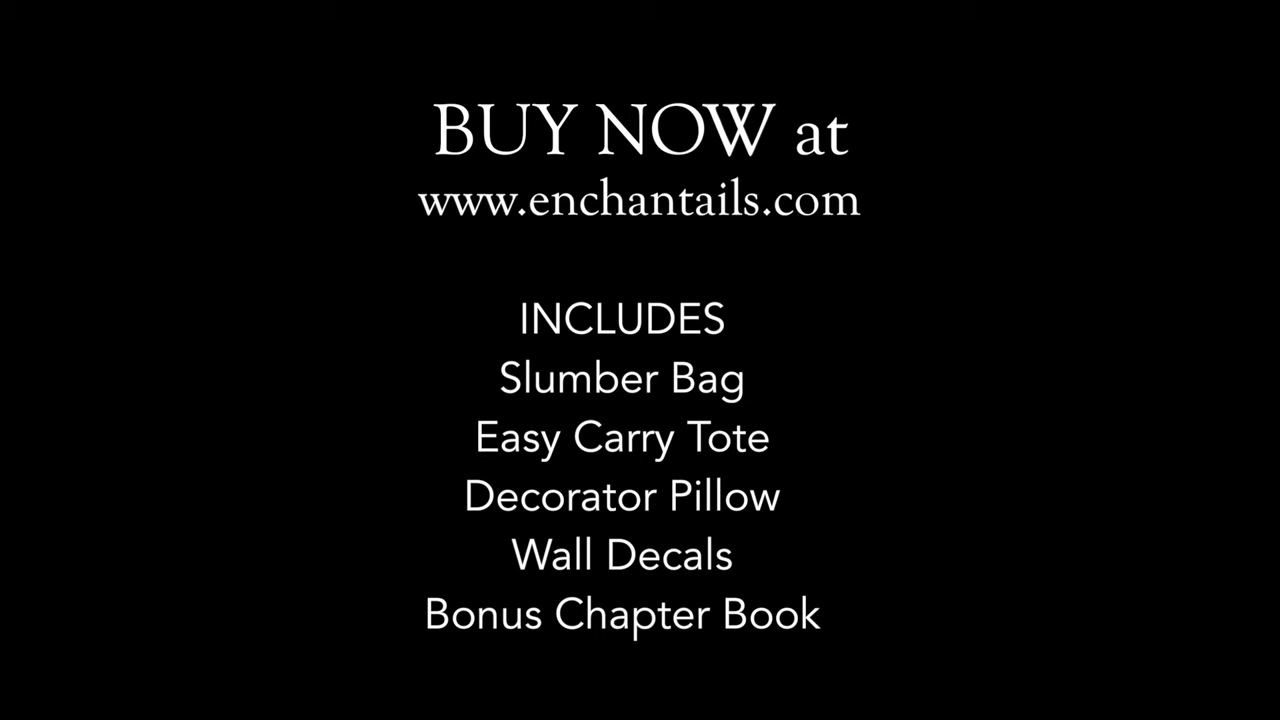 BUY NOW at
www.enchantails.com
INCLUDES
Slumber Bag
Easy Carry Tote
Decorator Pillow
Wall Decals
Bonus Chapter Book